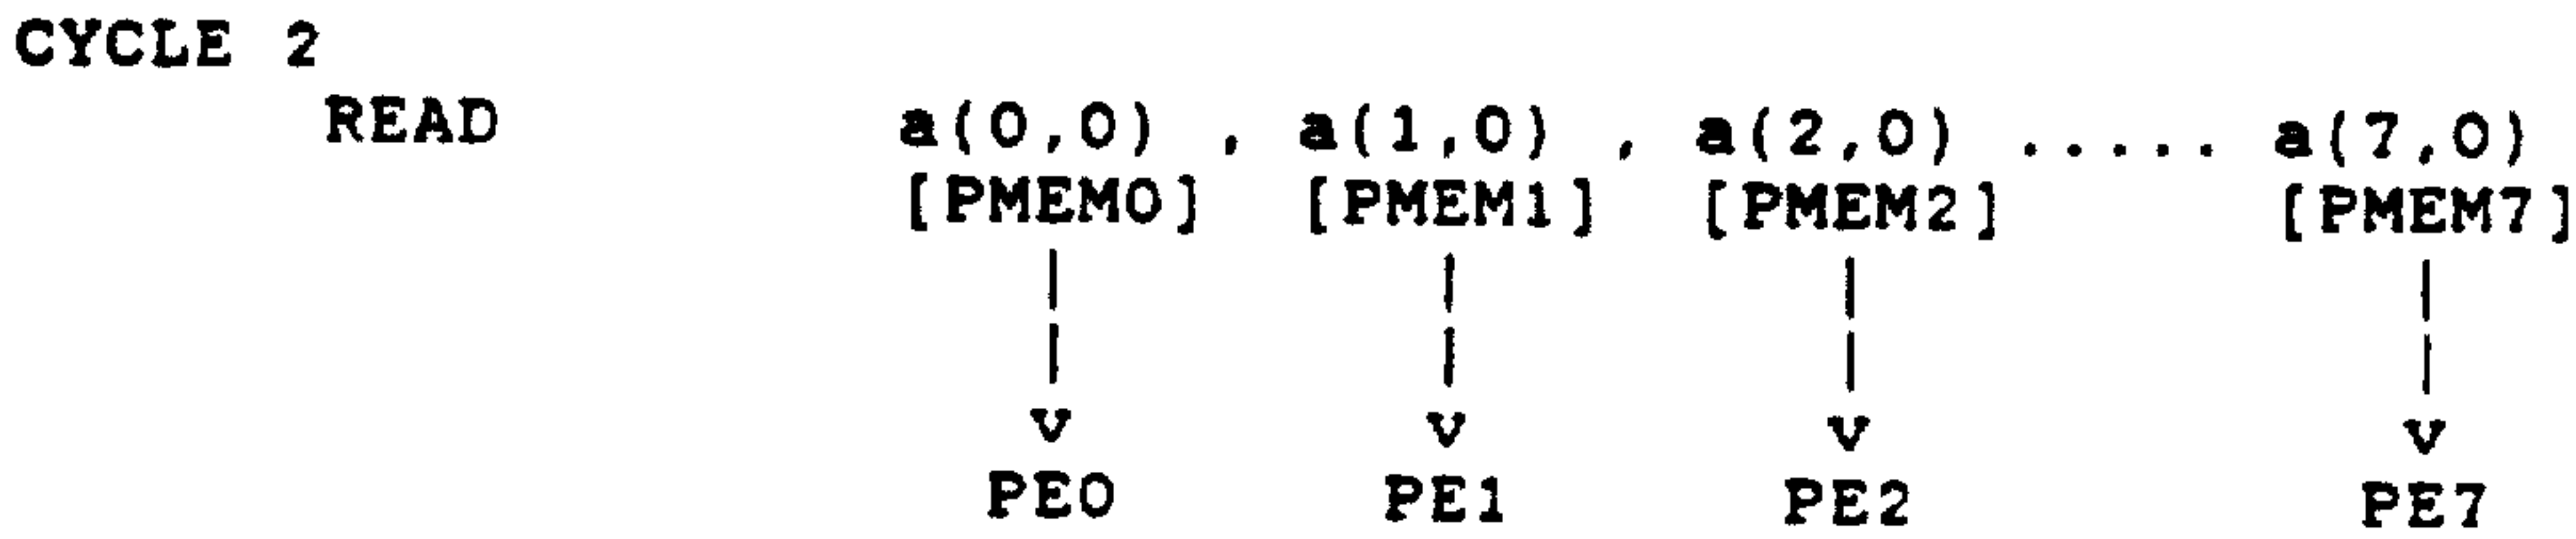 CYCLE 2
READ a(0,0) , a(1,0) , a(2,0) ..... a(7,0)
[PMEM0] [PMEM1] [PMEM2] [PMEM7]
| | | |
| | | |
v v v v
PE0 PE1 PE2 PE7